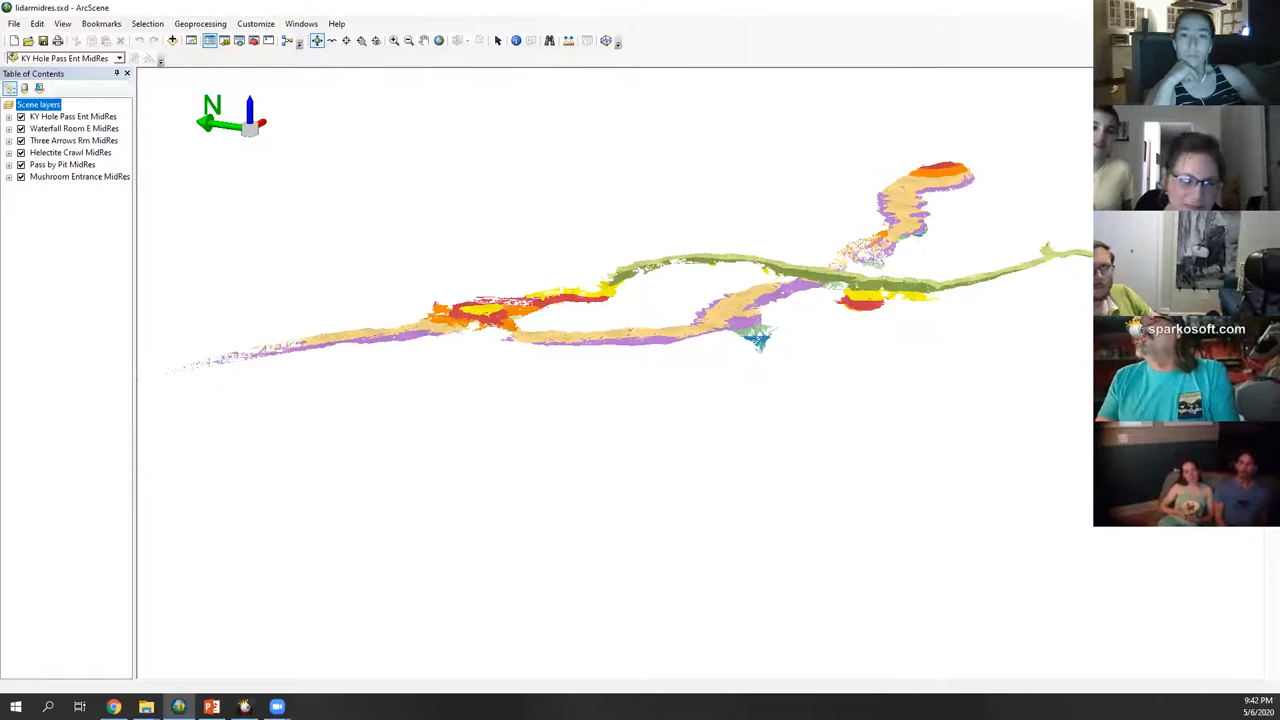 lidarmidres.sxd - ArcScene
File Edit View Bookmarks Selection Geoprocessing Customize Windows Help
KY Hole Pass Ent MidRes
Table of Contents
Scene layers
KY Hole Pass Ent MidRes
Waterfall Room E MidRes
Three Arrows Rm MidRes
Helectite Crawl MidRes
Pass by Pit MidRes
Mushroom Entrance MidRes
N
sparkosoft.com
9:42 PM
5/6/2020